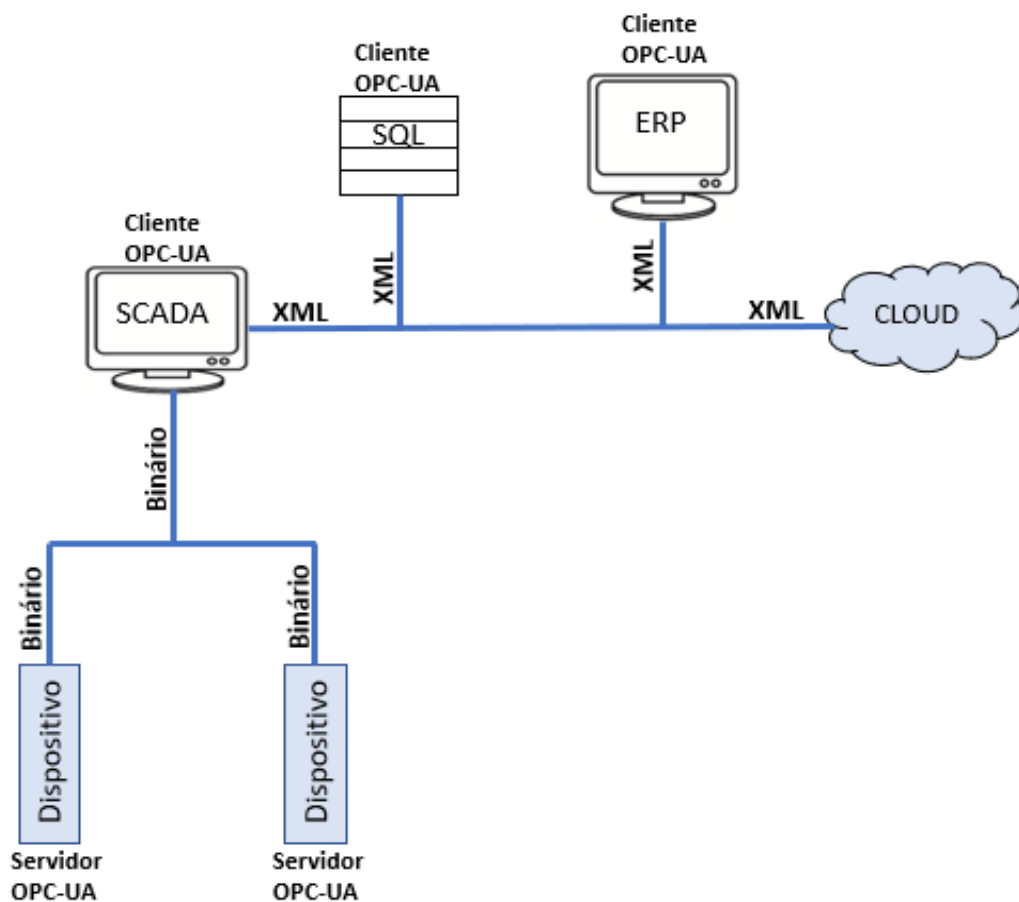 Cliente
OPC-UA
SQL
Cliente
OPC-UA
ERP
Cliente
OPC-UA
SCADA
XML
XML
XML
XML
CLOUD
Binário
Binário
Binário
Dispositivo
Dispositivo
Servidor
OPC-UA
Servidor
OPC-UA